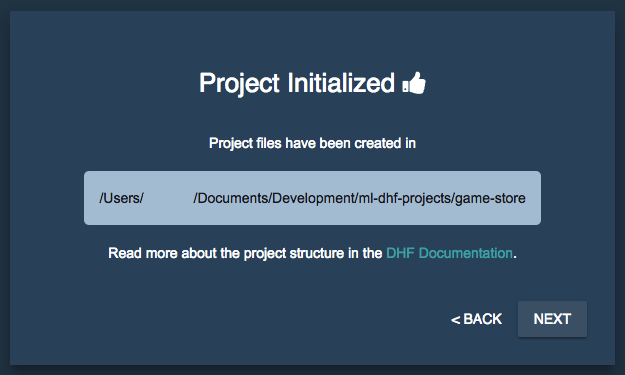 Project Initialized
Project files have been created in
/Users/ /Documents/Development/ml-dhf-projects/game-store
Read more about the project structure in the DHF Documentation.
< BACK NEXT